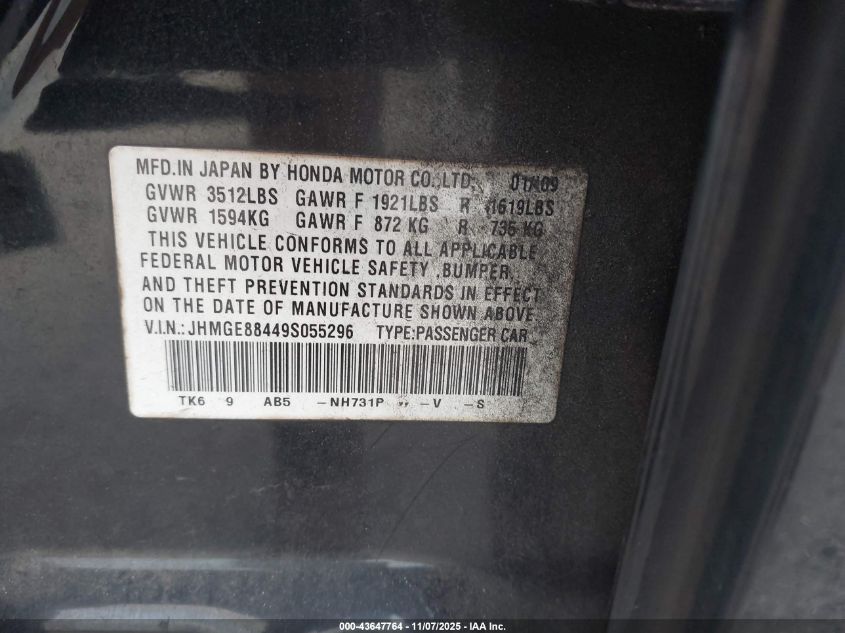 MFD.IN JAPAN BY HONDA MOTOR CO.,LTD. 01/09
GVWR 3512LBS GAWR F 1921LBS R 1619LBS
GVWR 1594KG GAWR F 872 KG R 735 KG
THIS VEHICLE CONFORMS TO ALL APPLICABLE
FEDERAL MOTOR VEHICLE SAFETY ,BUMPER,
AND THEFT PREVENTION STANDARDS IN EFFECT
ON THE DATE OF MANUFACTURE SHOWN ABOVE.
V.I.N.: JHMGE88449S055296 TYPE:PASSENGER CAR
TK6 9 AB5 -NH731P -V -S
000-43647764 - 11/07/2025 - IAA Inc.